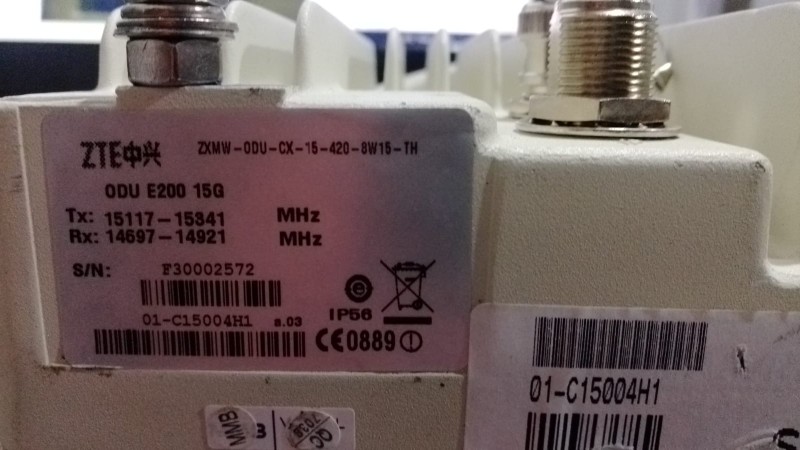 ZTE中兴 ZXMW-ODU-CX-15-420-8W15-TH
ODU E200 15G
Tx: 15117-15341 MHz
Rx: 14697-14921 MHz
S/N: F30002572
IP56
01-C15004H1 s.03
CE0889
01-C15004H1
MMB
QC